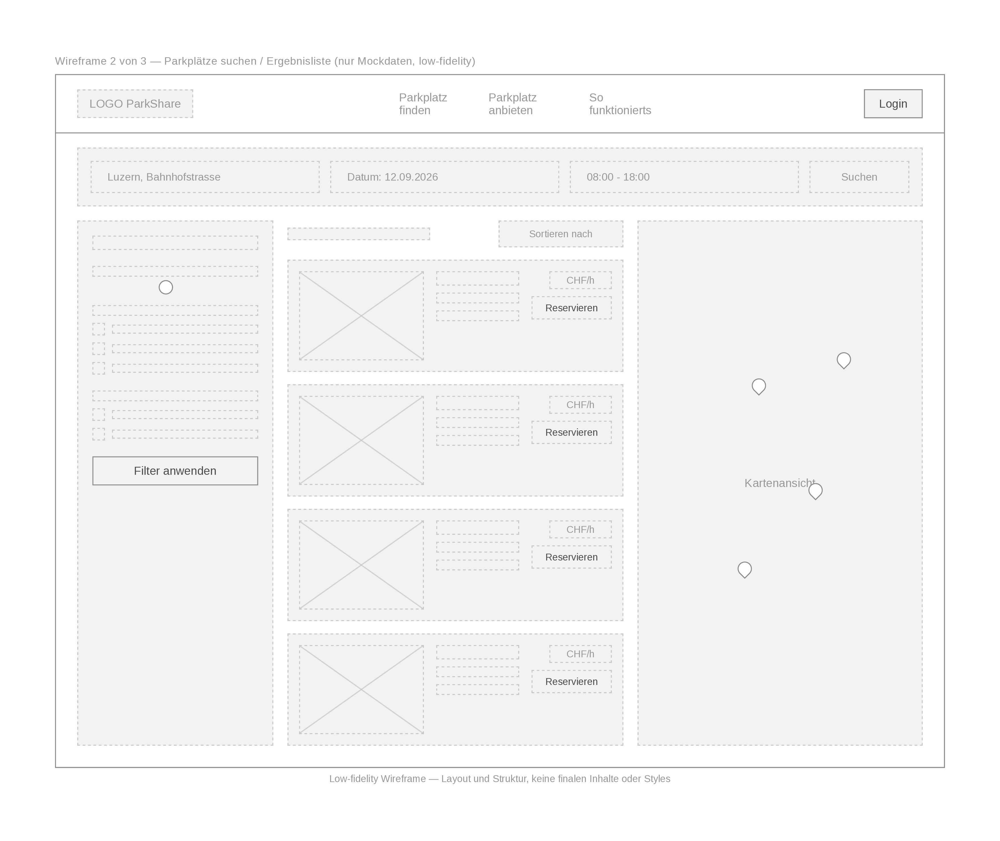 Wireframe 2 von 3 — Parkplätze suchen / Ergebnisliste (nur Mockdaten, low-fidelity)
LOGO ParkShare
Parkplatz
finden
Parkplatz
anbieten
So
funktionierts
Login
Luzern, Bahnhofstrasse
Datum: 12.09.2026
08:00 - 18:00
Suchen
Filter anwenden
Sortieren nach
CHF/h
Reservieren
CHF/h
Reservieren
CHF/h
Reservieren
CHF/h
Reservieren
Kartenansicht
Low-fidelity Wireframe — Layout und Struktur, keine finalen Inhalte oder Styles